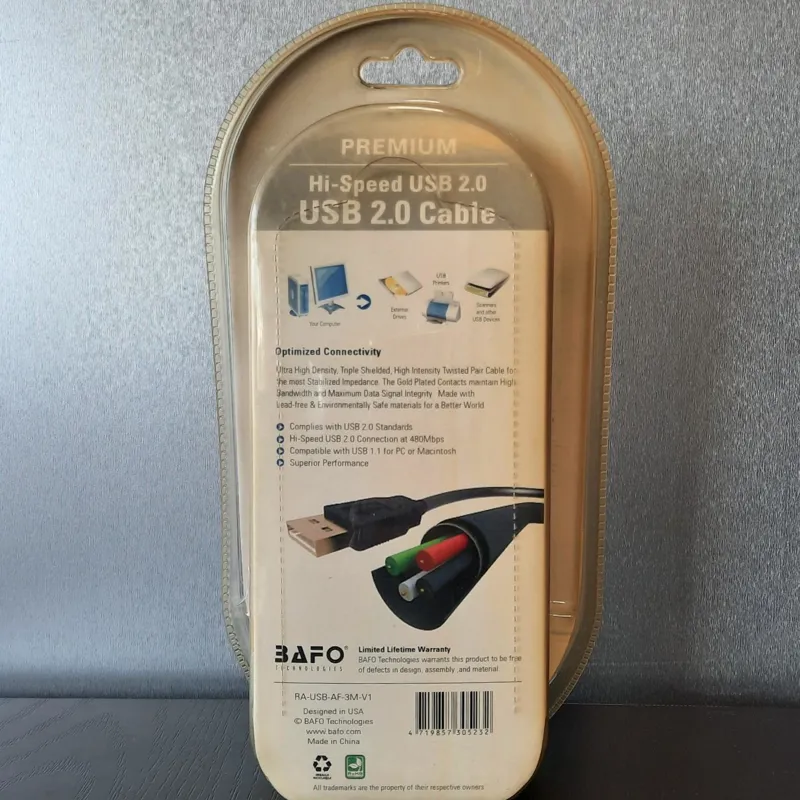 PREMIUM
Hi-Speed USB 2.0
USB 2.0 Cable
Your Computer
External
Drives
USB
Printers
Scanners
and other
USB Devices
Optimized Connectivity
Ultra High Density, Triple Shielded, High Intensity Twisted Pair Cable for
the most Stabilized Impedance. The Gold Plated Contacts maintain High
Bandwidth and Maximum Data Signal Integrity. Made with
Lead-free & Environmentally Safe materials for a Better World
Complies with USB 2.0 Standards
Hi-Speed USB 2.0 Connection at 480Mbps
Compatible with USB 1.1 for PC or Macintosh
Superior Performance
BAFO®
TECHNOLOGIES
Limited Lifetime Warranty
BAFO Technologies warrants this product to be free
of defects in design, assembly and material.
RA-USB-AF-3M-V1
Designed in USA
© BAFO Technologies
www.bafo.com
Made in China
4 719857 305232
All trademarks are the property of their respective owners